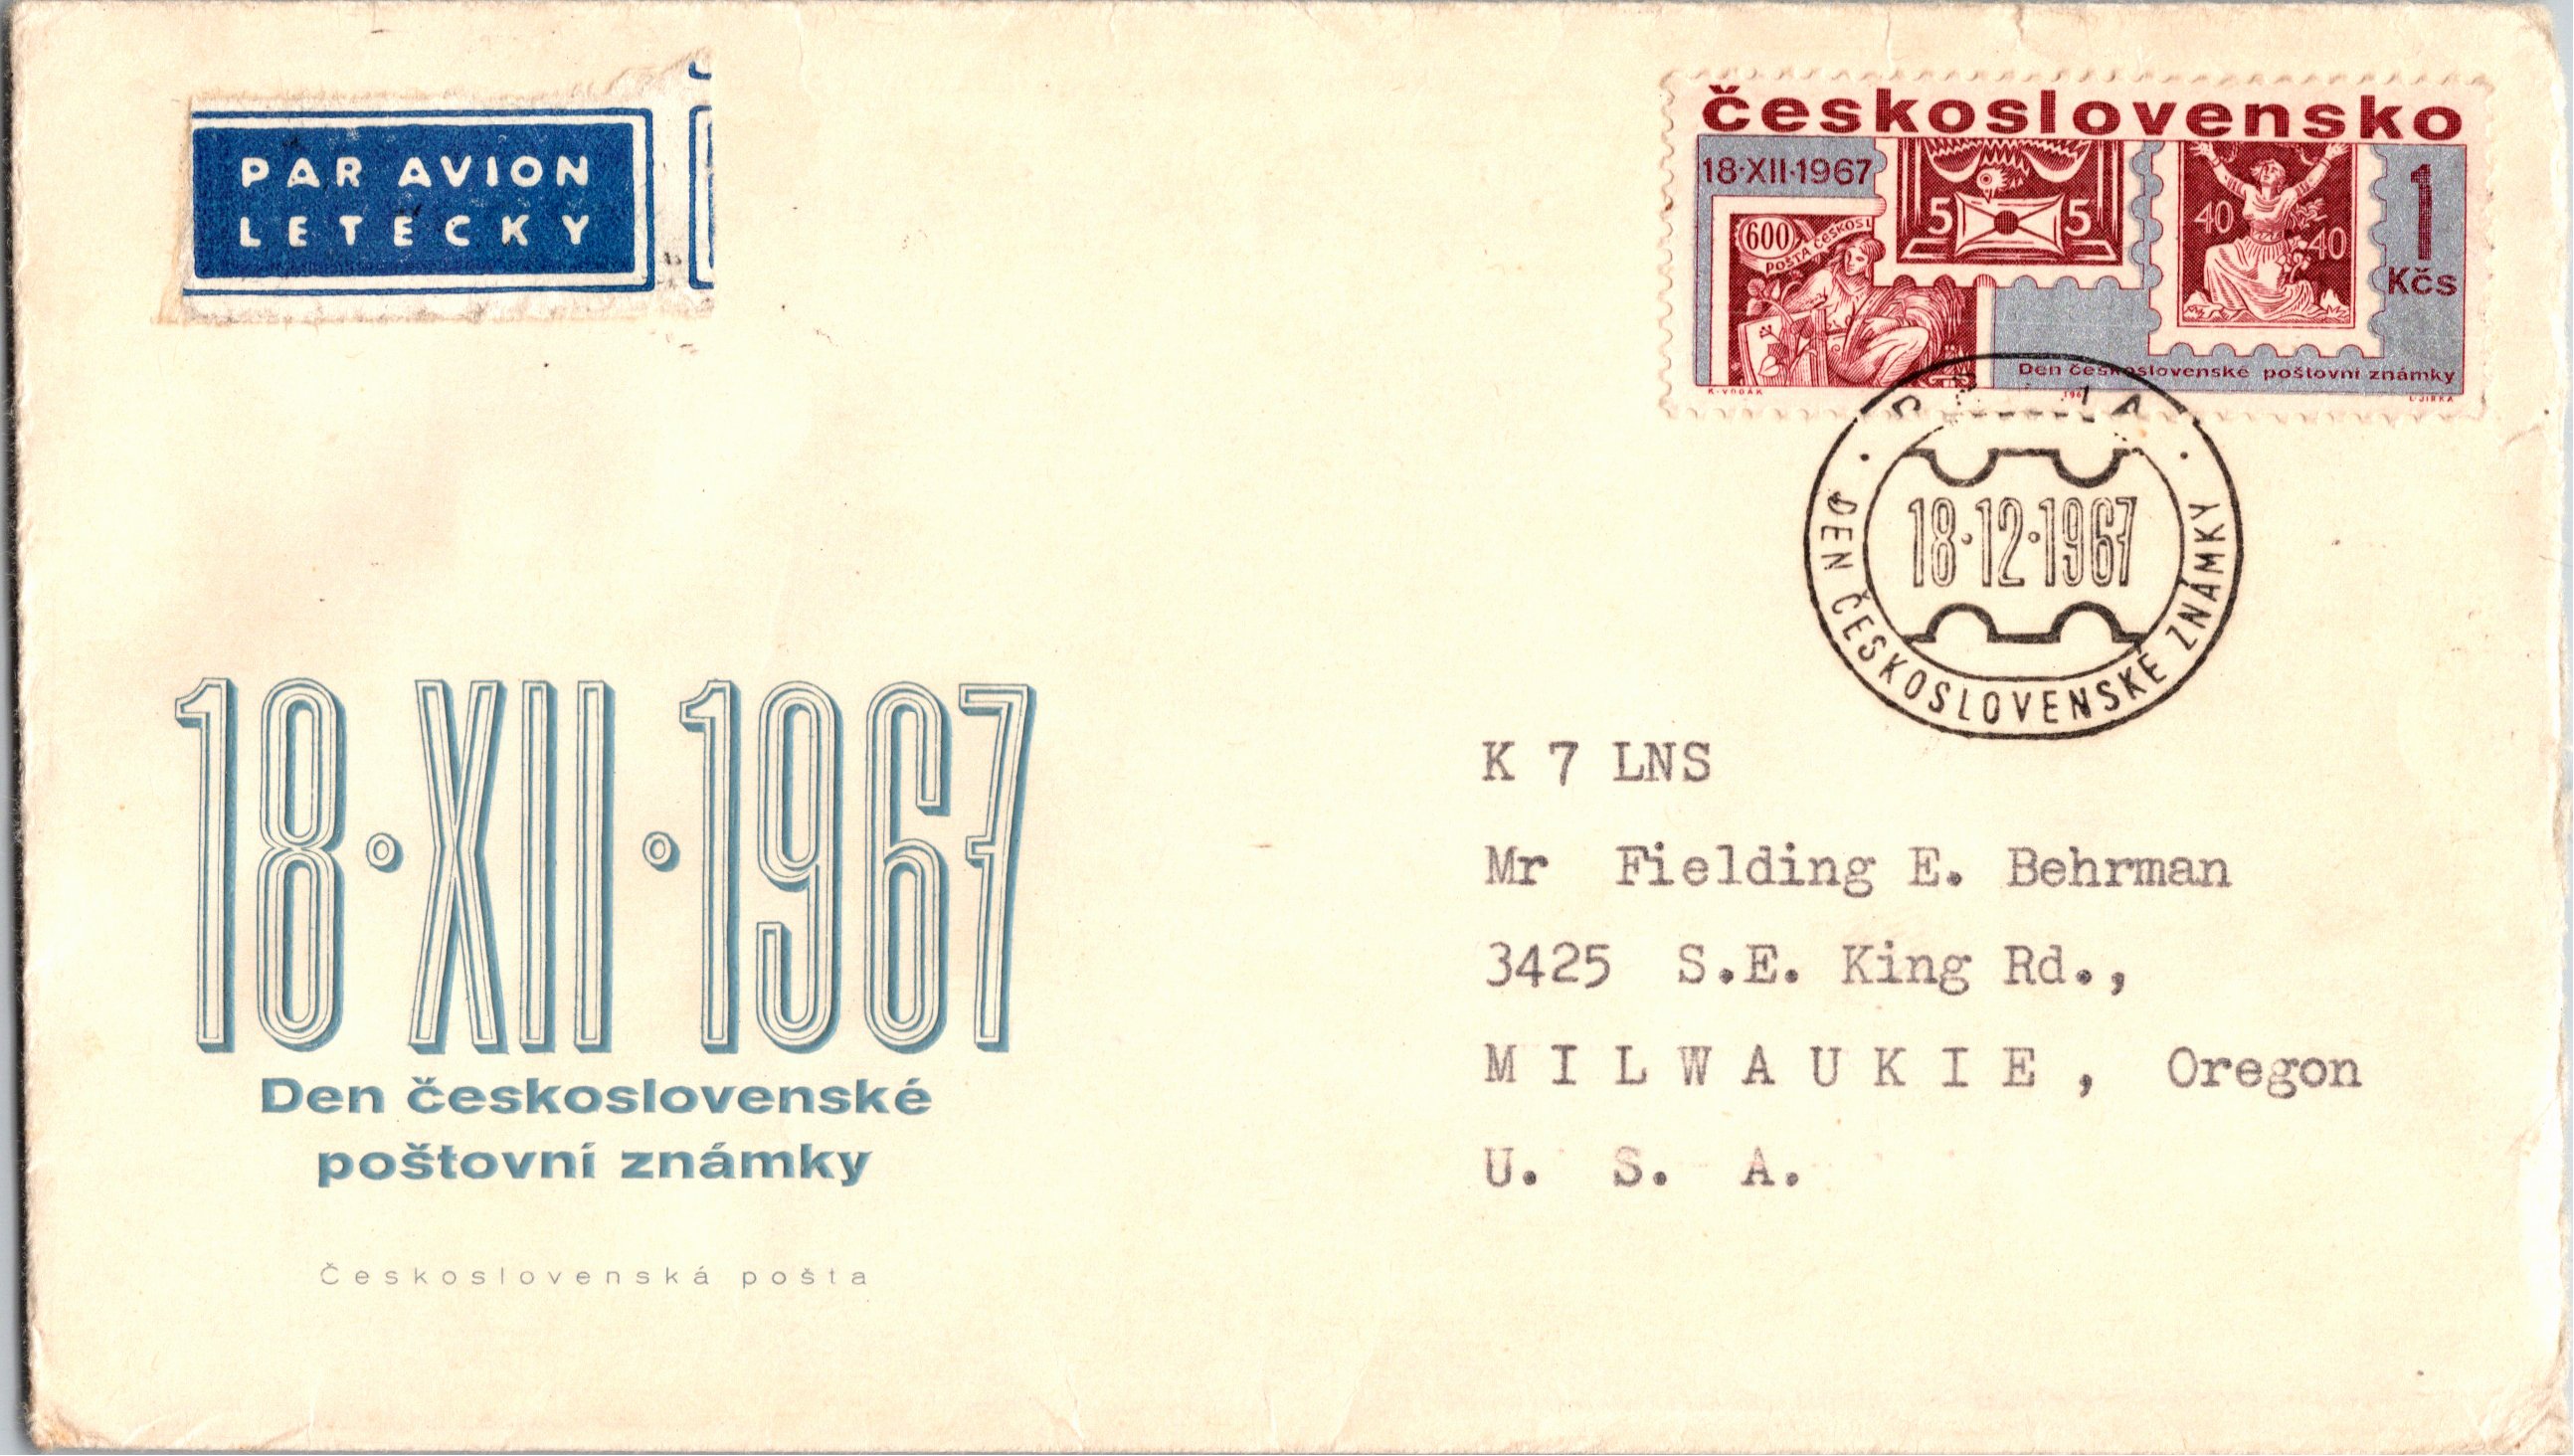 PAR AVION
LETECKY
československo
18·XII·1967
600
POŠTA ČESKOSL
5 5
40 40
1
Kčs
Den československé poštovní známky
K·VODÁK
J·JIRKA
DEN ČESKOSLOVENSKÉ ZNÁMKY
18·12·1967
18·XII·1967
Den československé
poštovní známky
Československá pošta
K 7 LNS
Mr Fielding E. Behrman
3425 S.E. King Rd.,
M I L W A U K I E , Oregon
U. S. A.